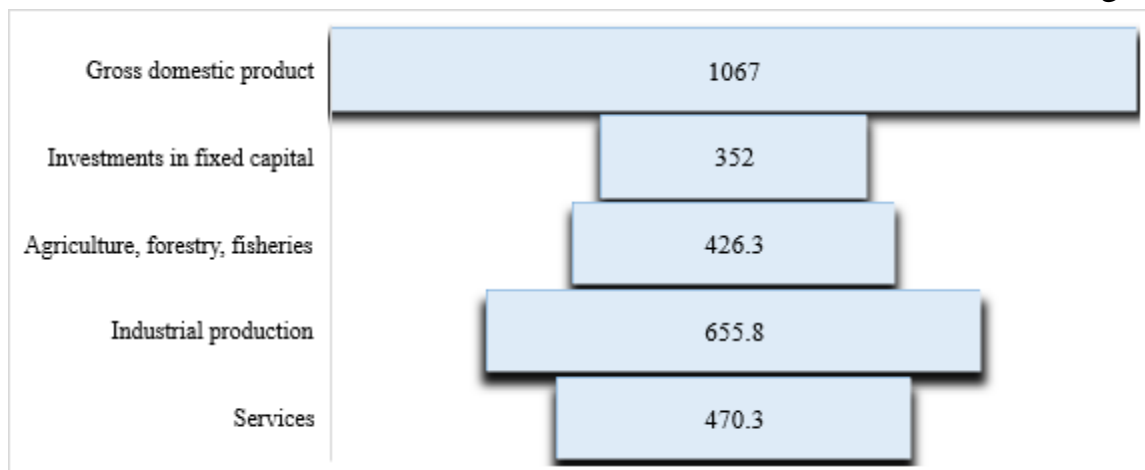 Gross domestic product
1067
Investments in fixed capital
352
Agriculture, forestry, fisheries
426.3
Industrial production
655.8
Services
470.3